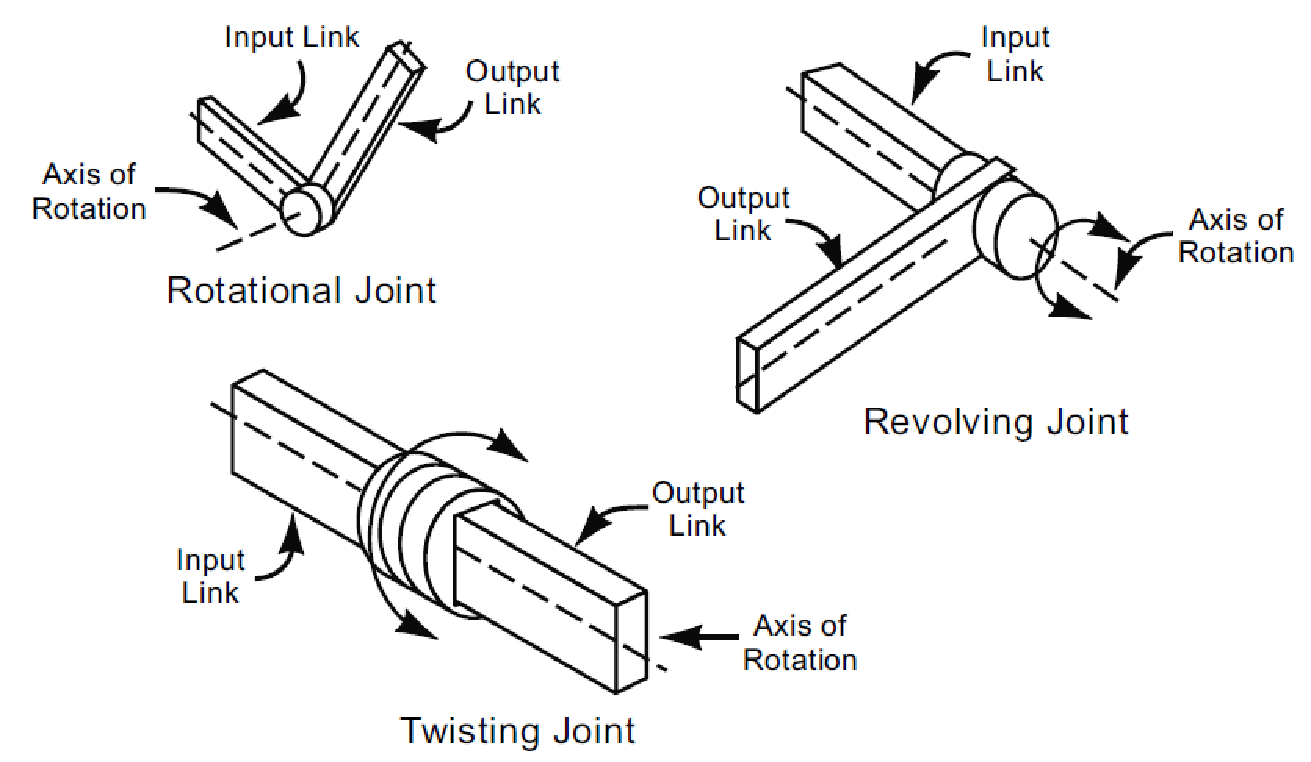 Input Link
Output
Link
Axis of
Rotation
Rotational Joint
Input
Link
Output
Link
Axis of
Rotation
Revolving Joint
Input
Link
Output
Link
Axis of
Rotation
Twisting Joint